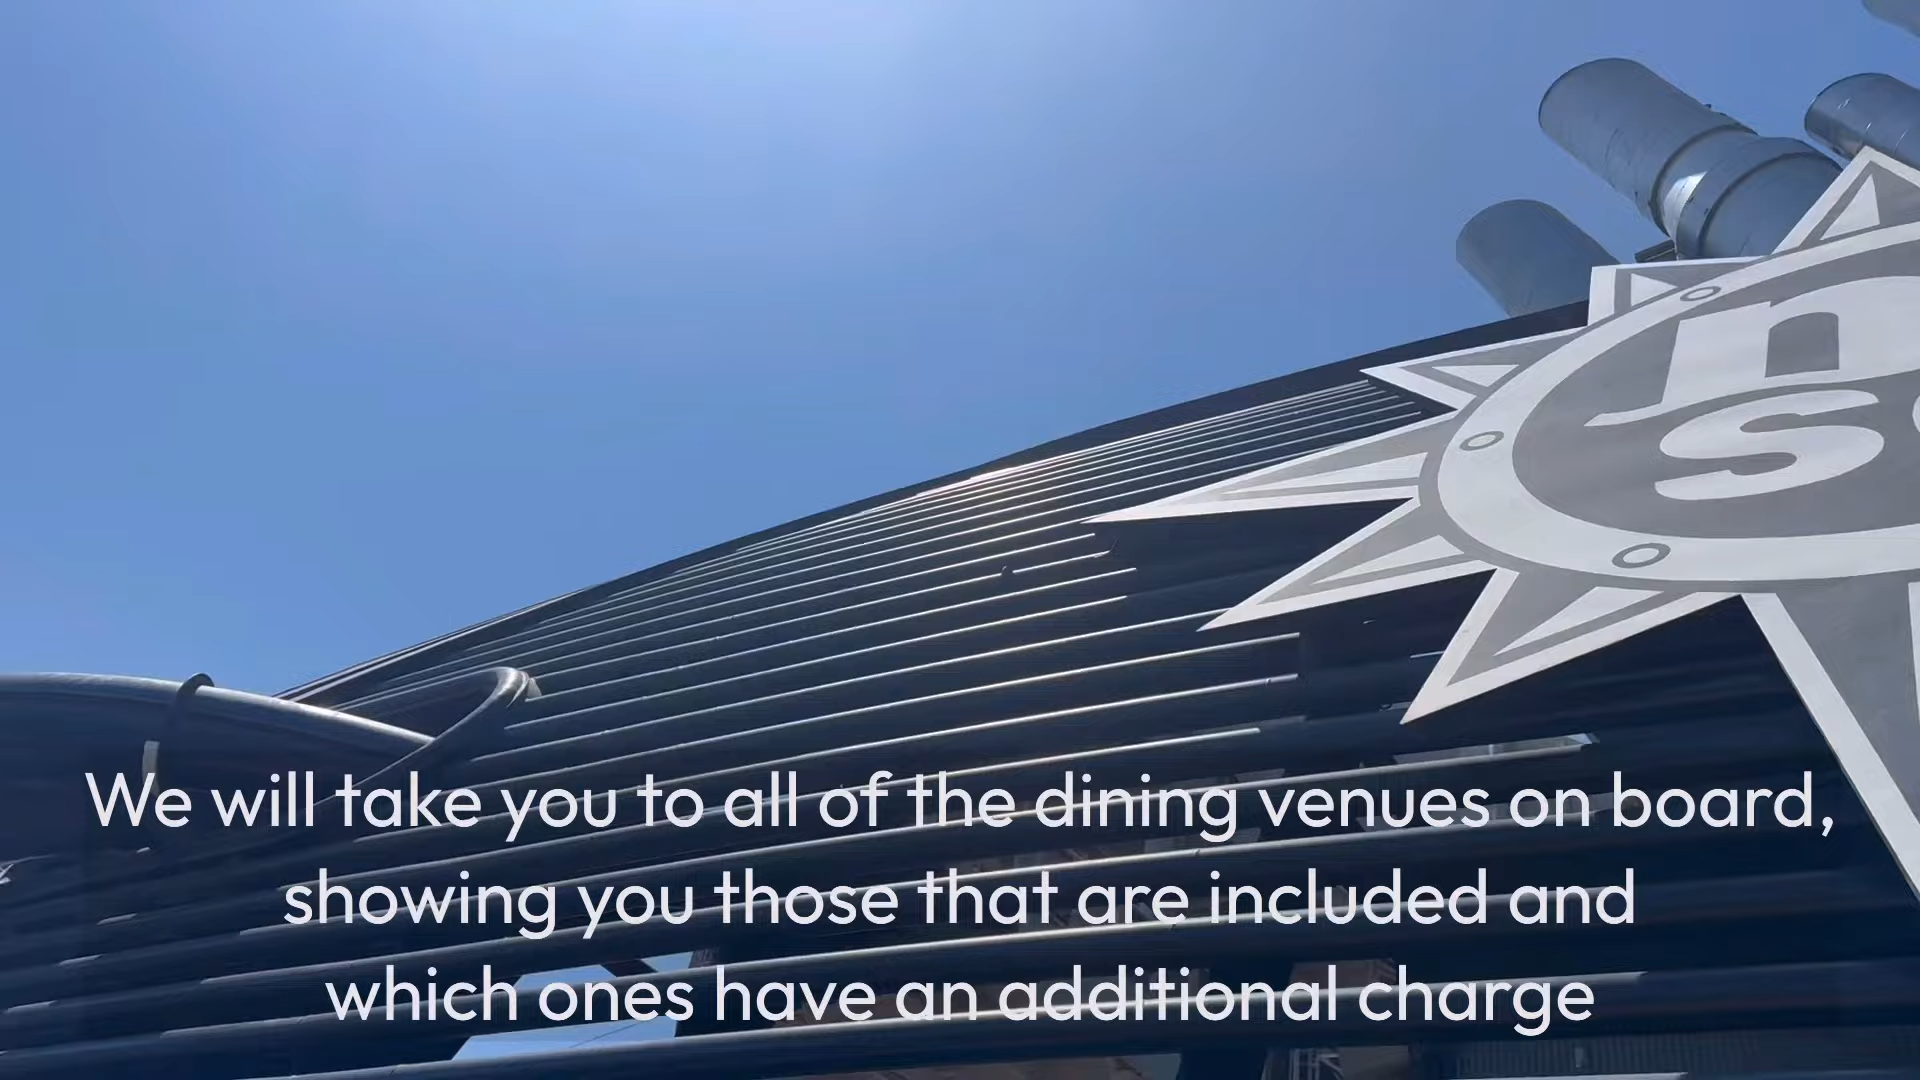 m
s
We will take you to all of the dining venues on board,
showing you those that are included and
which ones have an additional charge